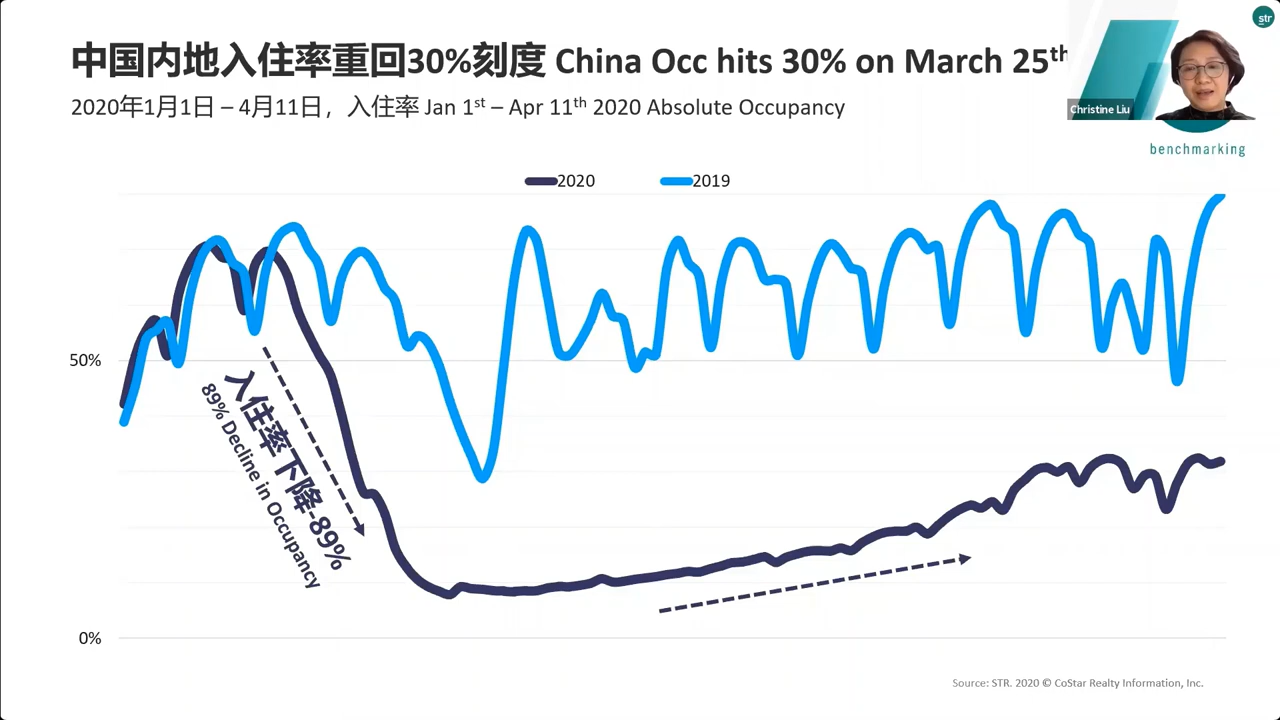 str
中国内地入住率重回30%刻度 China Occ hits 30% on March 25th
2020年1月1日 – 4月11日，入住率 Jan 1st – Apr 11th 2020 Absolute Occupancy
Christine Liu
benchmarking
2020 2019
50%
入住率下降-89%
89% Decline in Occupancy
0%
Source: STR. 2020 © CoStar Realty Information, Inc.